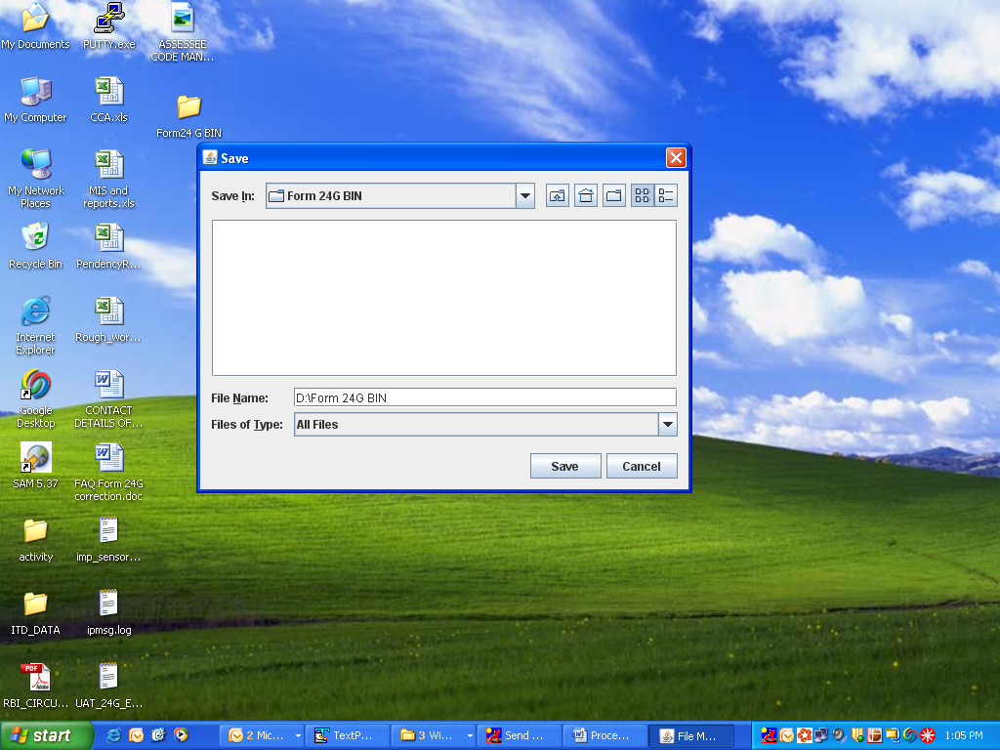 My Documents
PUTTY.exe
ASSESSEE
CODE MAN...
My Computer
CCA.xls
Form24 G BIN
My Network
Places
MIS and
reports.xls
Recycle Bin
PendencyR...
Internet
Explorer
Rough_wor...
Google
Desktop
CONTACT
DETAILS OF...
SAM 5.37
FAQ Form 24G
correction.doc
activity
imp_sensor...
ITD_DATA
ipmsg.log
PDF
Adobe
RBI_CIRCU...
UAT_24G_E...
Save
Save In:
Form 24G BIN
File Name:
D:\Form 24G BIN
Files of Type:
All Files
Save
Cancel
start
2 Mic...
TextP...
3 Wi...
Send ...
Proce...
File M...
1:05 PM